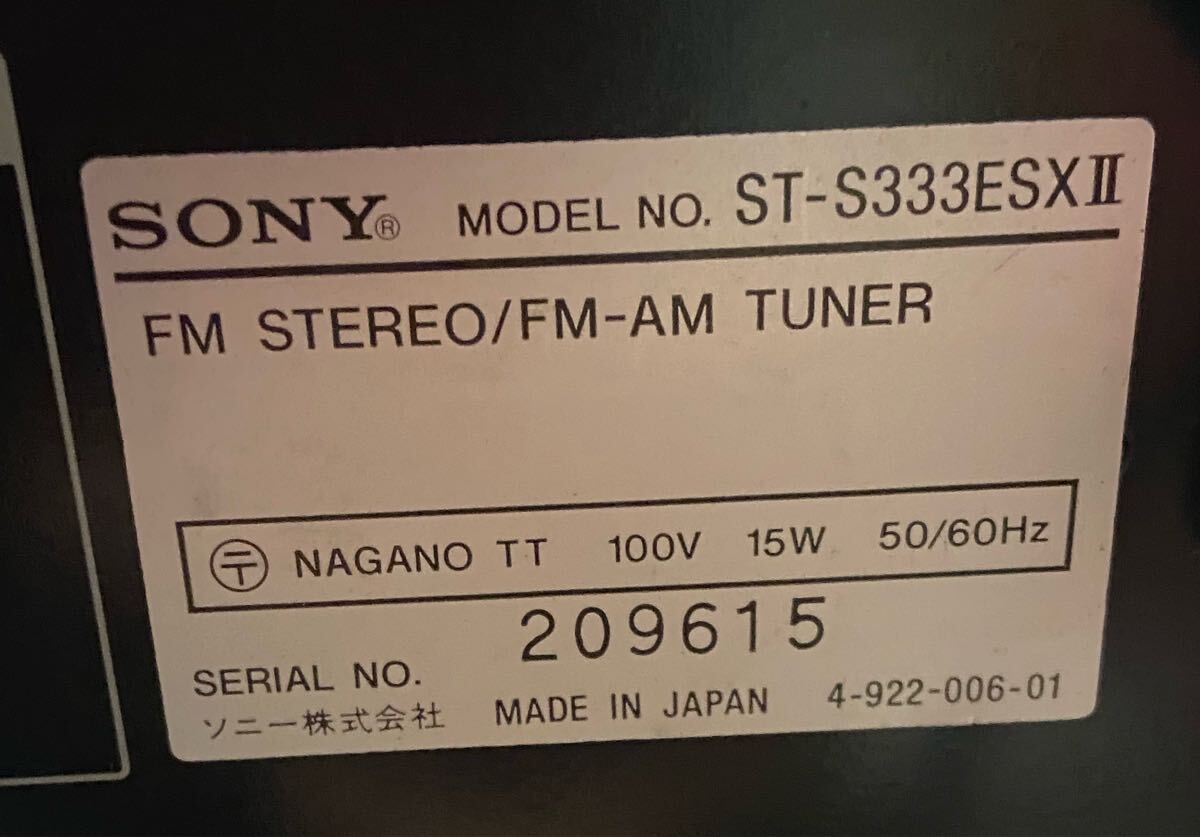 SONY® MODEL NO. ST-S333ESXⅡ
FM STEREO/FM-AM TUNER
〶 NAGANO TT 100V 15W 50/60Hz
209615
SERIAL NO.
ソニー株式会社 MADE IN JAPAN 4-922-006-01